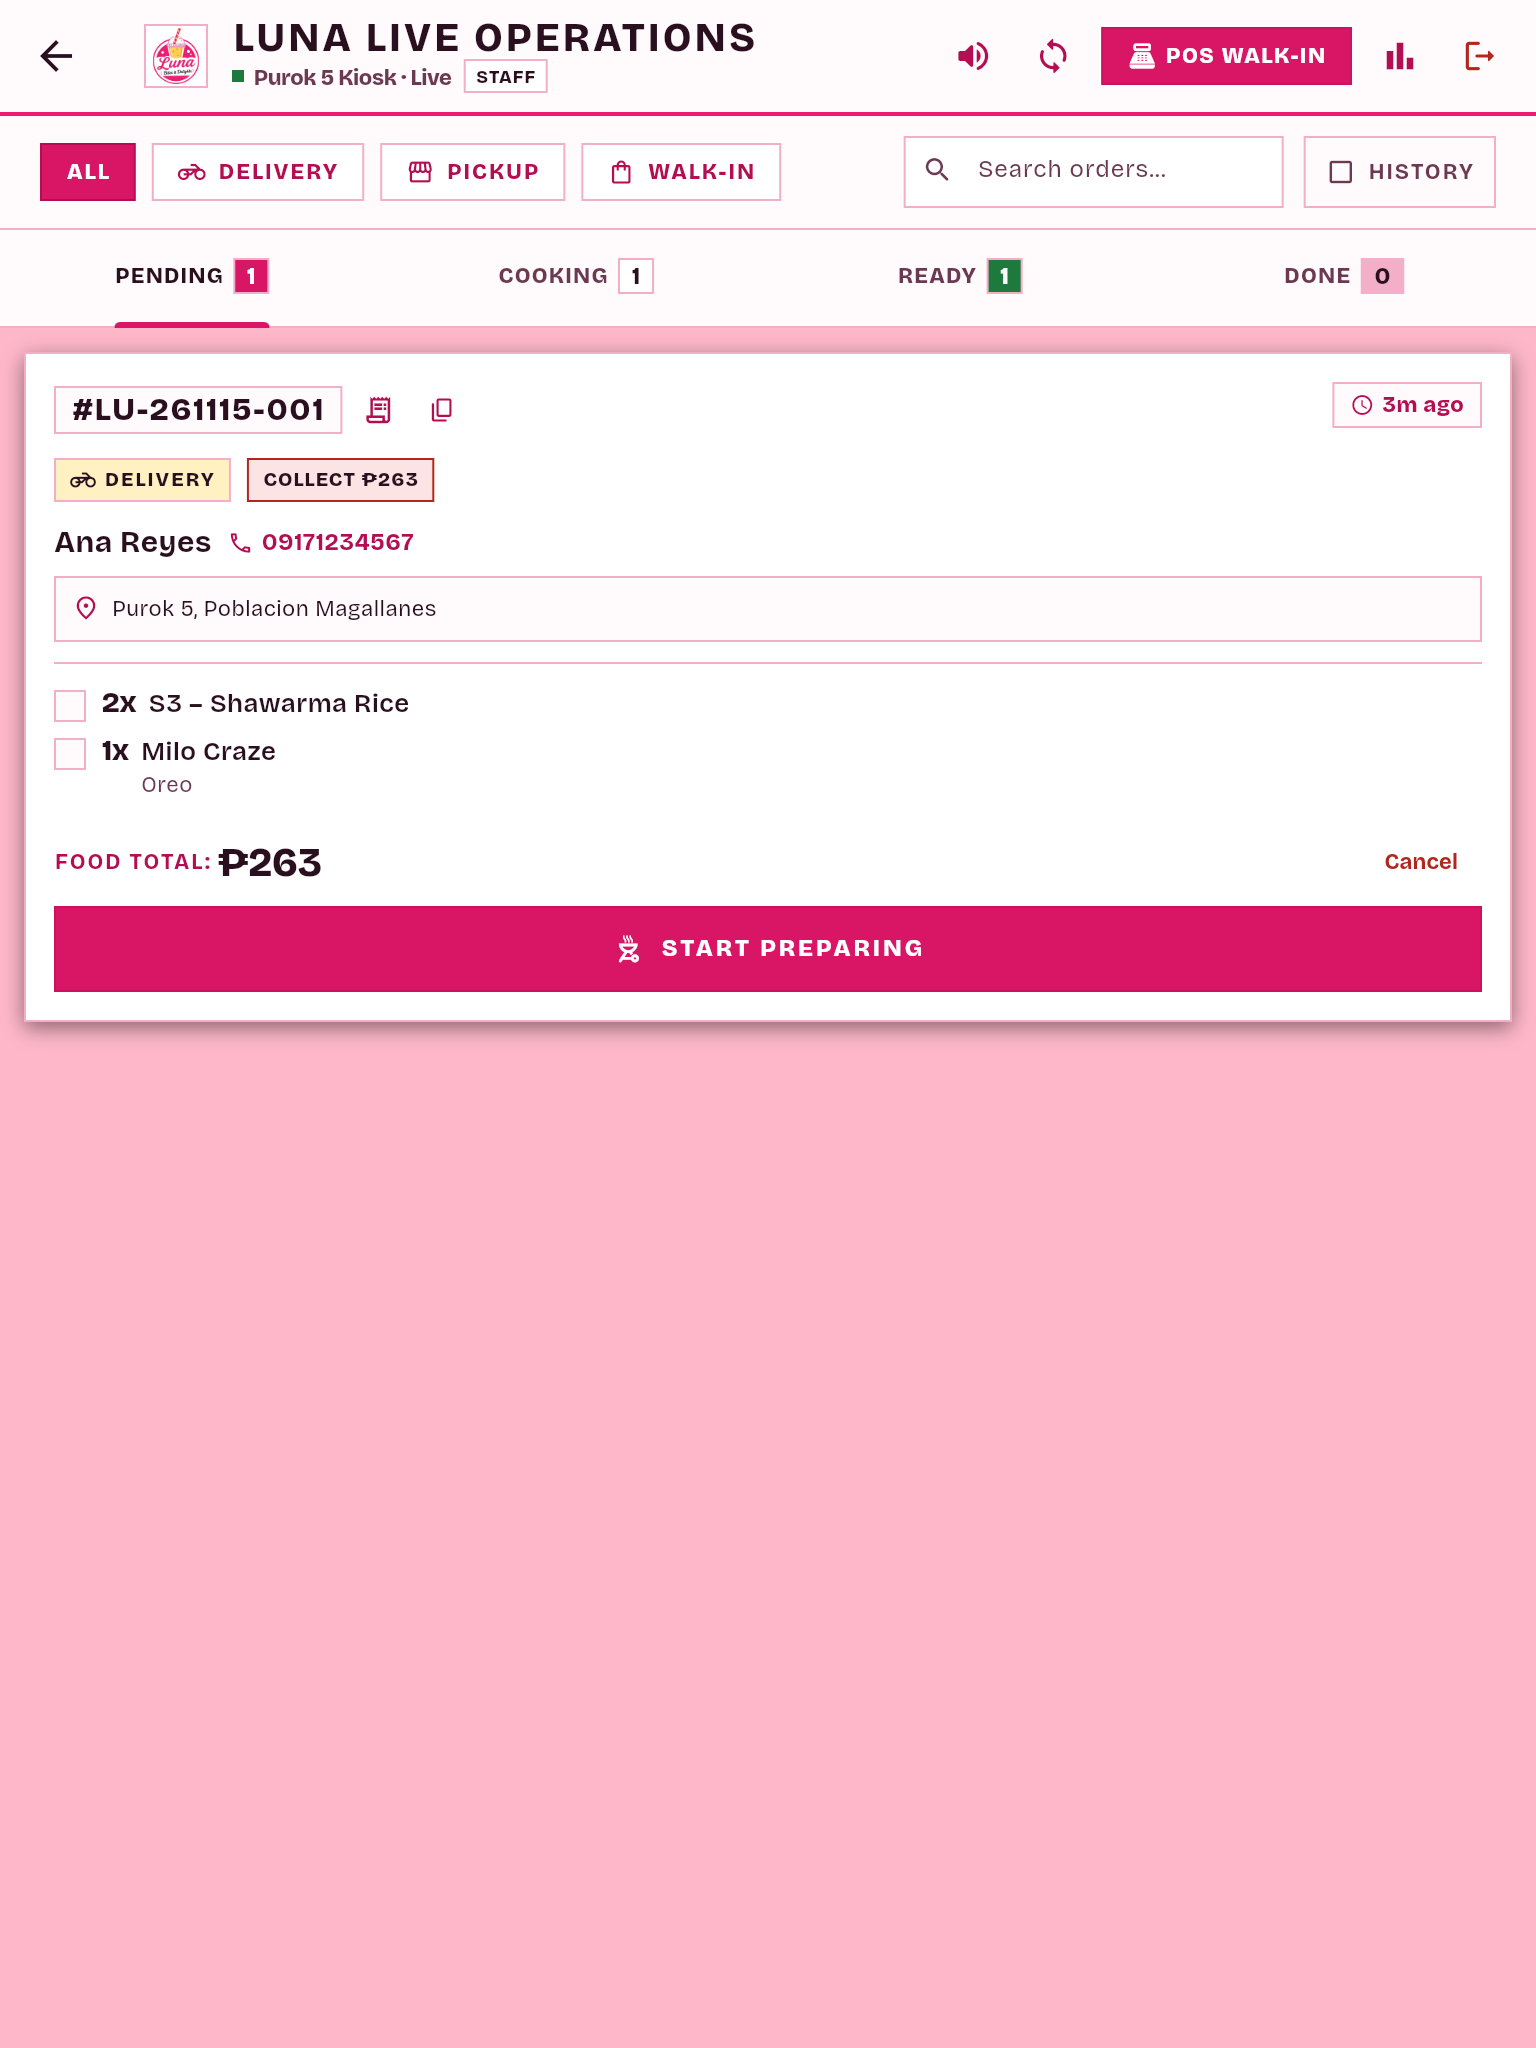 LUNA LIVE OPERATIONS
Purok 5 Kiosk · Live STAFF
POS WALK-IN
Luna
ALL DELIVERY PICKUP WALK-IN
Search orders... HISTORY
PENDING 1 COOKING 1 READY 1 DONE 0
#LU-261115-001 3m ago
DELIVERY COLLECT ₱263
Ana Reyes 09171234567
Purok 5, Poblacion Magallanes
2x S3 – Shawarma Rice
1x Milo Craze
Oreo
FOOD TOTAL: ₱263 Cancel
START PREPARING